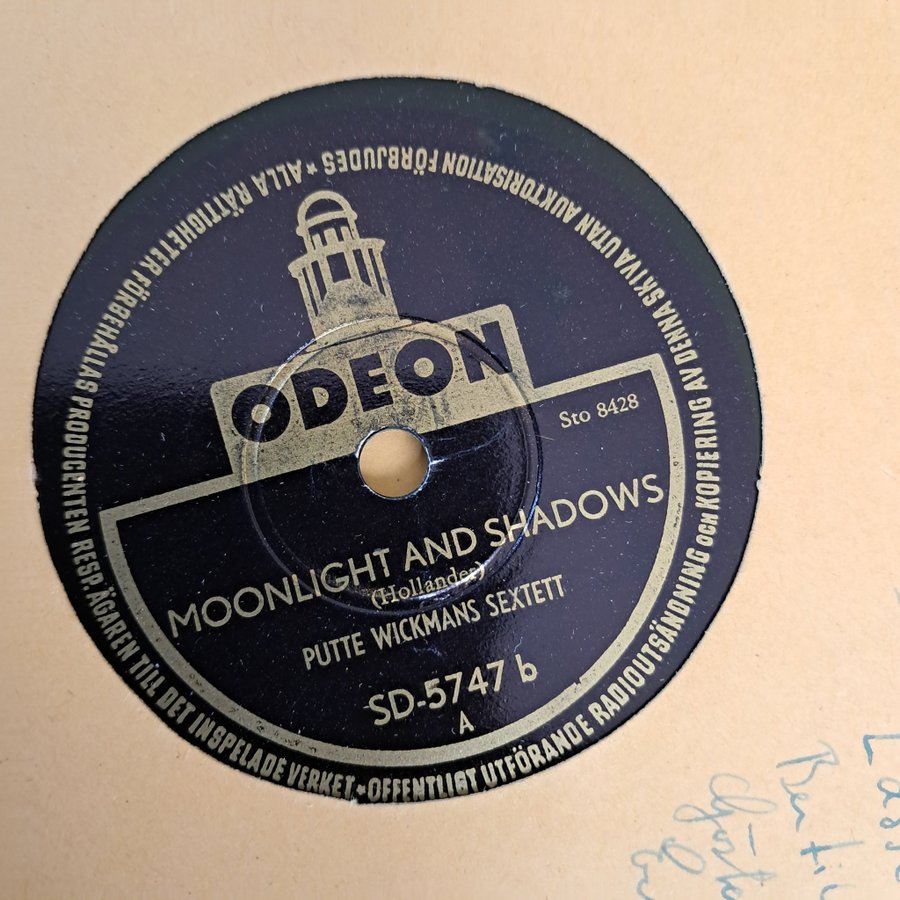 ODEON
Sto 8428
MOONLIGHT AND SHADOWS
(Hollander)
PUTTE WICKMANS SEXTETT
SD-5747 b
A
ALLA RÄTTIGHETER FÖRBEHÅLLAS PRODUCENTEN RESP. ÄGAREN TILL DET INSPELADE VERKET * OFFENTLIGT UTFÖRANDE RADIOUTSÄNDNING OCH KOPIERING AV DENNA SKIVA UTAN AUKTORISATION FÖRBJUDES *